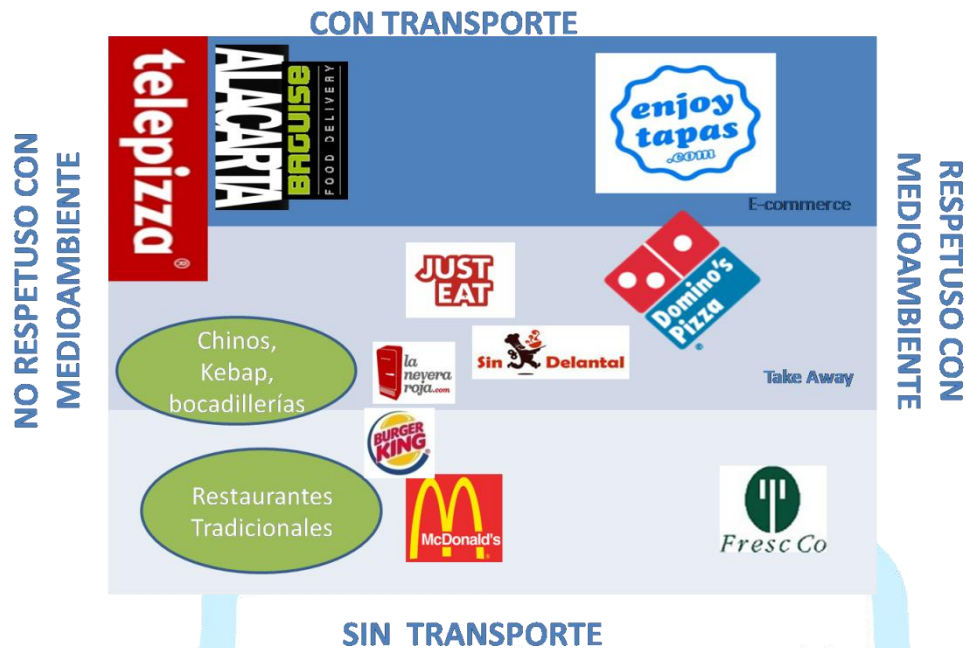 CON TRANSPORTE
NO RESPETUSO CON
MEDIOAMBIENTE
telepizza
ALACARTA
BAGUISE
FOOD DELIVERY
enjoy
tapas
.com
E-commerce
RESPETUSO CON
MEDIOAMBIENTE
JUST
EAT
Domino's
Pizza
Chinos,
Kebap,
bocadillerías
la
nevera
roja.com
Sin Delantal
Take Away
BURGER
KING
Restaurantes
Tradicionales
McDonald's
Fresc Co
SIN TRANSPORTE